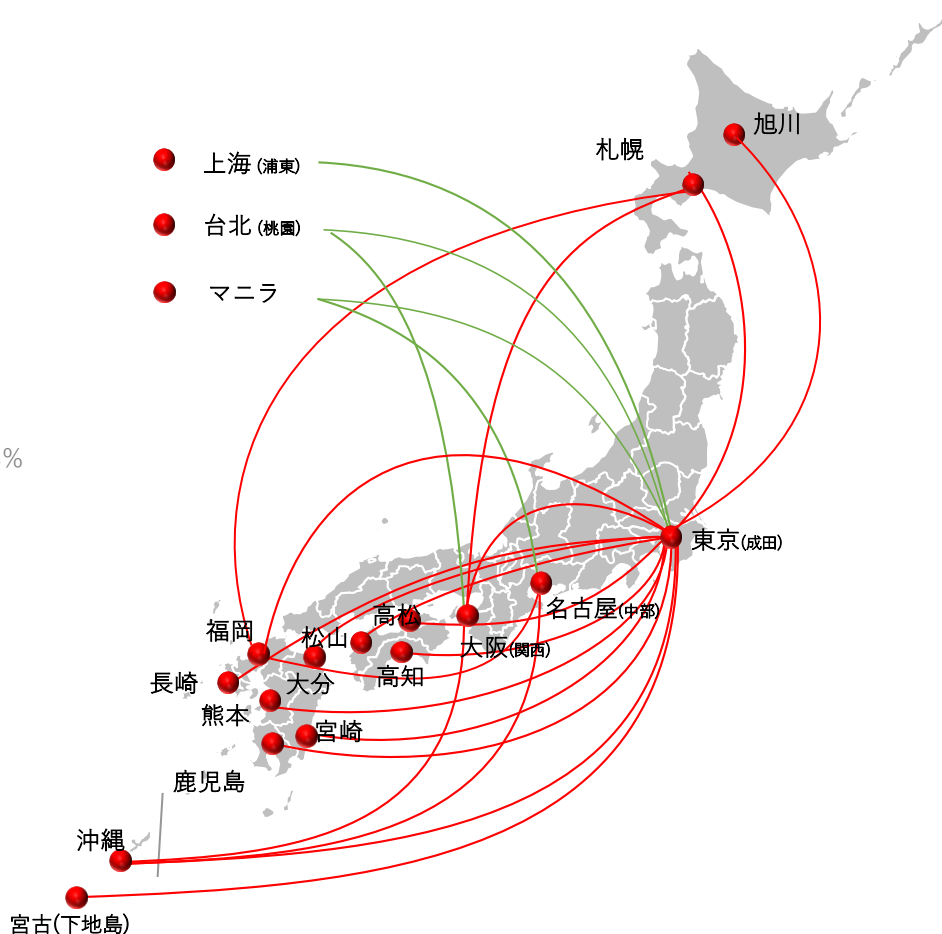 旭川
札幌
上海(浦東)
台北(桃園)
マニラ
%
東京(成田)
名古屋(中部)
高松
福岡
松山
大阪(関西)
高知
長崎
大分
熊本
宮崎
鹿児島
沖縄
宮古(下地島)